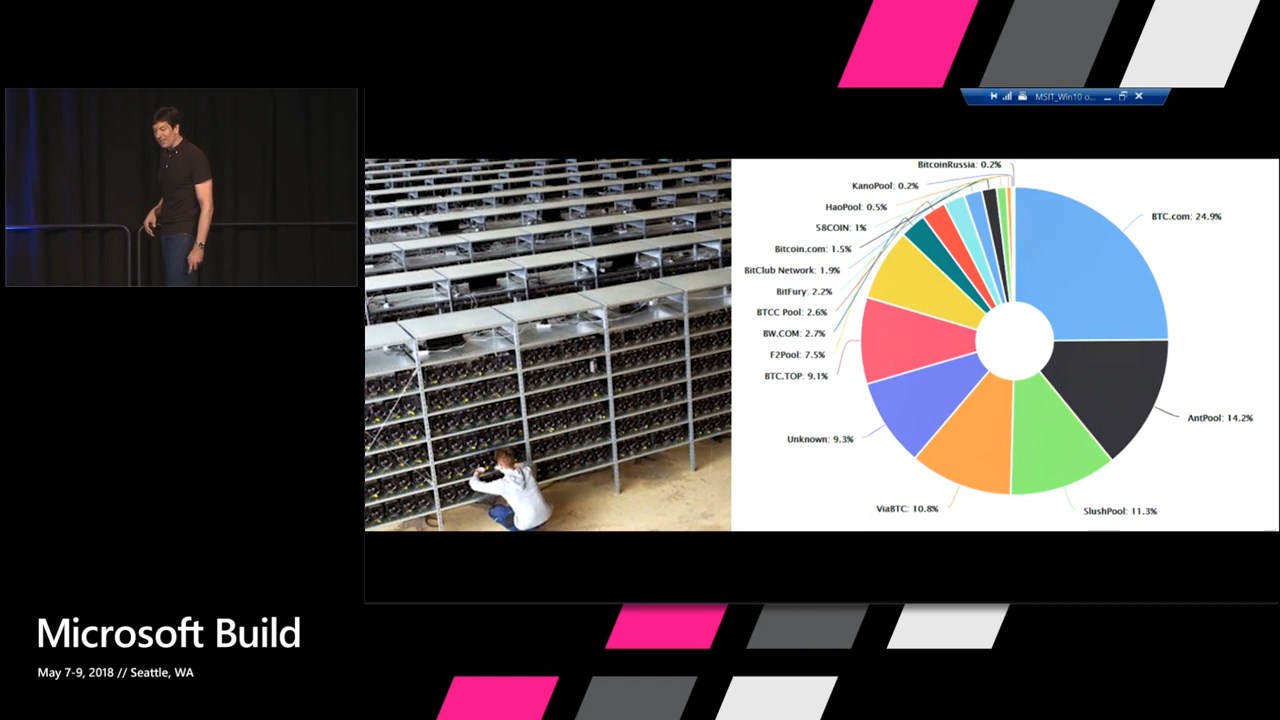 MSIT_Win10 o...
BitcoinRussia: 0.2%
KanoPool: 0.2%
HaoPool: 0.5%
58COIN: 1%
Bitcoin.com: 1.5%
BitClub Network: 1.9%
BitFury: 2.2%
BTCC Pool: 2.6%
BW.COM: 2.7%
F2Pool: 7.5%
BTC.TOP: 9.1%
Unknown: 9.3%
ViaBTC: 10.8%
BTC.com: 24.9%
AntPool: 14.2%
SlushPool: 11.3%
Microsoft Build
May 7-9, 2018 // Seattle, WA